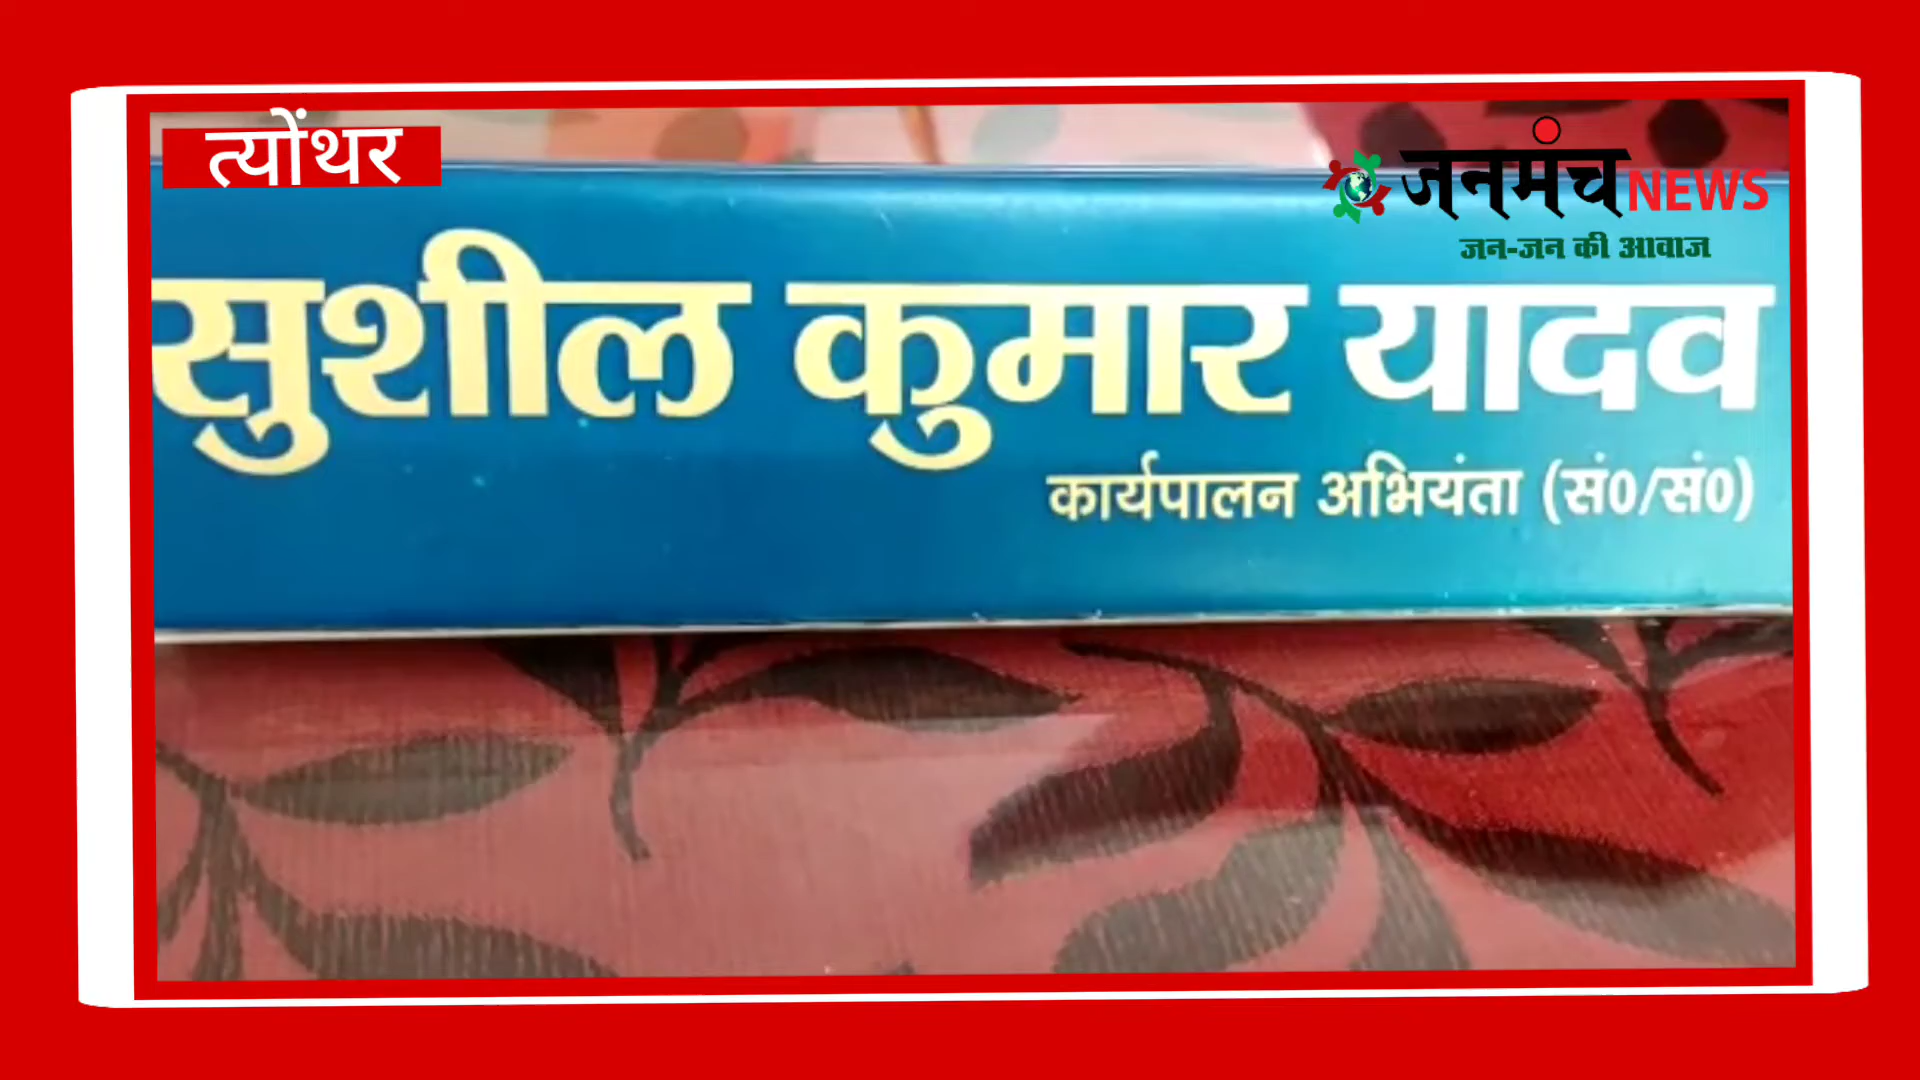 त्योंथर
जनमंच NEWS
जन-जन की आवाज
सुशील कुमार यादव
कार्यपालन अभियंता (सं0/सं0)